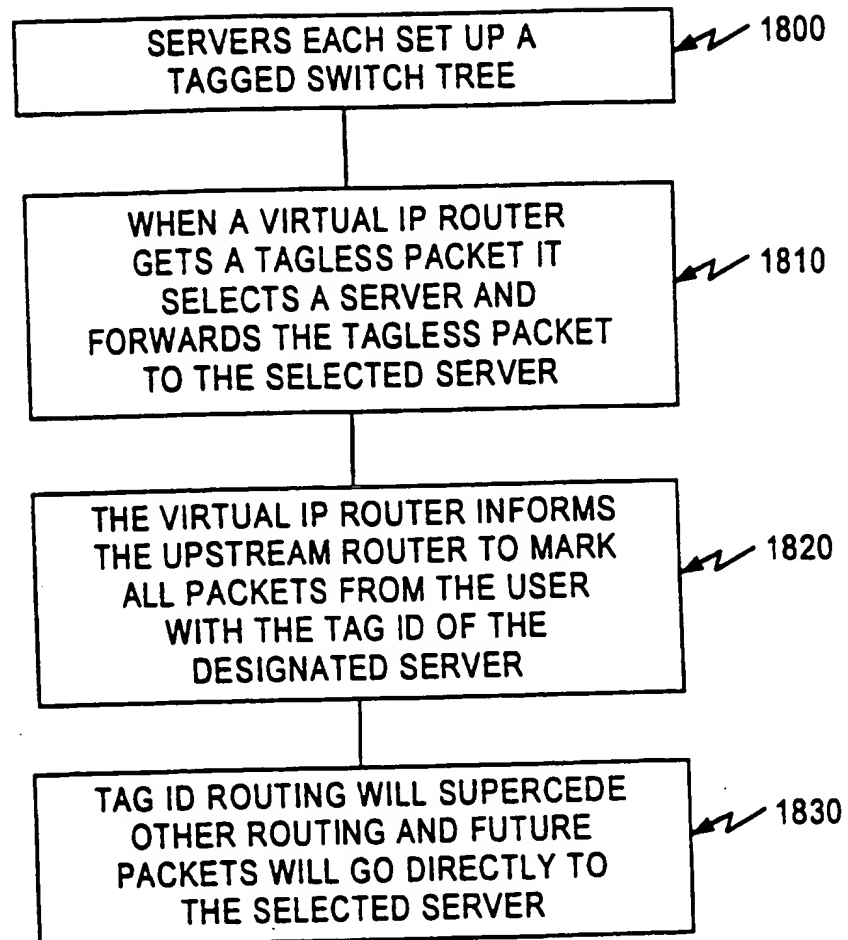 SERVERS EACH SET UP A
TAGGED SWITCH TREE
1800
WHEN A VIRTUAL IP ROUTER
GETS A TAGLESS PACKET IT
SELECTS A SERVER AND
FORWARDS THE TAGLESS PACKET
TO THE SELECTED SERVER
1810
THE VIRTUAL IP ROUTER INFORMS
THE UPSTREAM ROUTER TO MARK
ALL PACKETS FROM THE USER
WITH THE TAG ID OF THE
DESIGNATED SERVER
1820
TAG ID ROUTING WILL SUPERCEDE
OTHER ROUTING AND FUTURE
PACKETS WILL GO DIRECTLY TO
THE SELECTED SERVER
1830